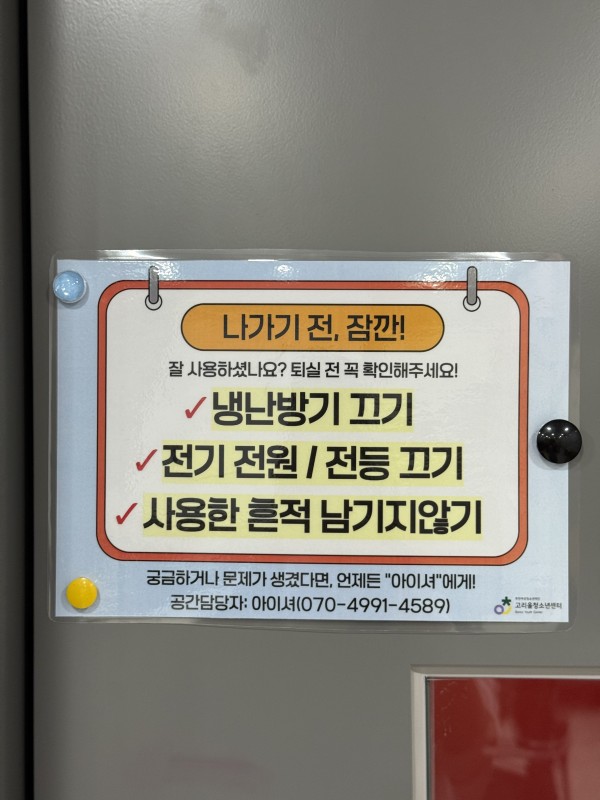 나가기 전, 잠깐!
잘 사용하셨나요? 퇴실 전 꼭 확인해주세요!
✓냉난방기 끄기
✓전기 전원 / 전등 끄기
✓사용한 흔적 남기지않기
궁금하거나 문제가 생겼다면, 언제든 "아이셔"에게!
공간담당자: 아이셔(070-4991-4589)
고리울청소년센터